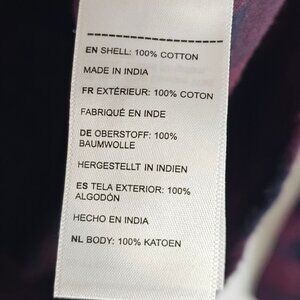 EN SHELL: 100% COTTON
MADE IN INDIA
FR EXTÉRIEUR: 100% COTON
FABRIQUÉ EN INDE
DE OBERSTOFF: 100%
BAUMWOLLE
HERGESTELLT IN INDIEN
ES TELA EXTERIOR: 100%
ALGODÓN
HECHO EN INDIA
NL BODY: 100% KATOEN